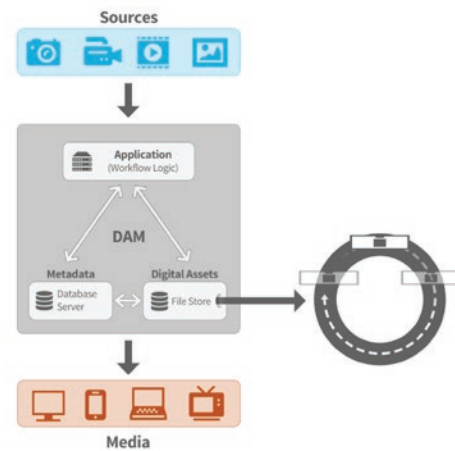 Sources
Application
(Workflow Logic)
DAM
Metadata
Digital Assets
Database
Server
File Store
Media